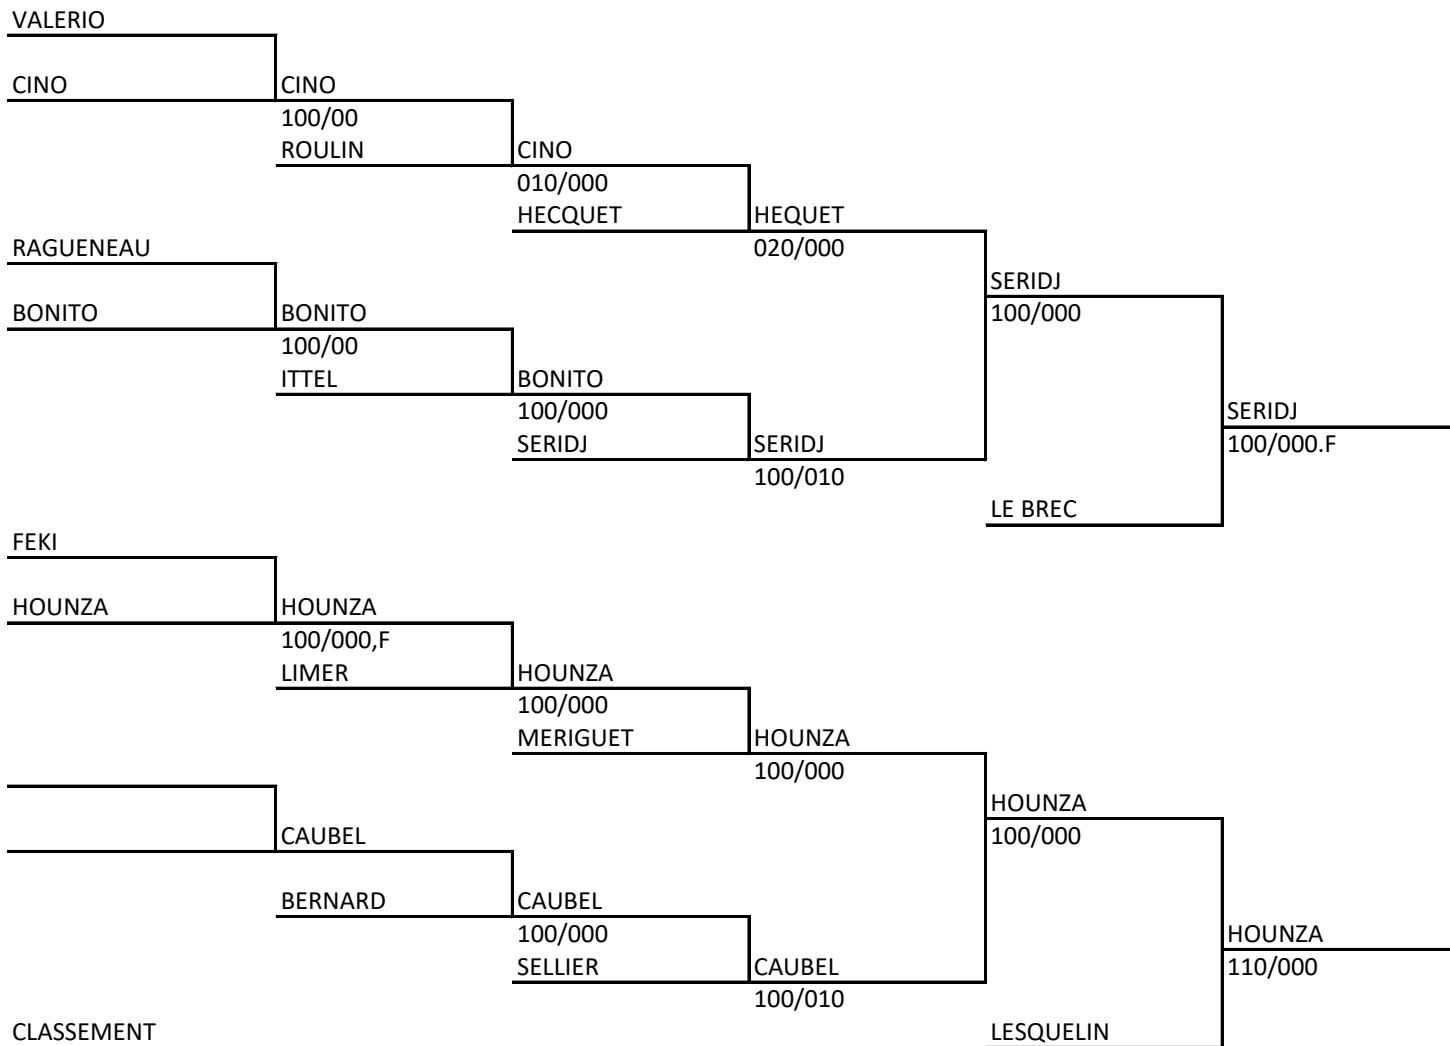 VALERIO
CINO CINO
100/00
ROULIN CINO
010/000
HECQUET HEQUET
RAGUENEAU 020/000
SERIDJ
BONITO BONITO 100/000
100/00
ITTEL BONITO
100/000 SERIDJ
SERIDJ SERIDJ 100/000.F
100/010
LE BREC
FEKI
HOUNZA HOUNZA
100/000,F
LIMER HOUNZA
100/000
MERIGUET HOUNZA
100/000
HOUNZA
CAUBEL 100/000
BERNARD CAUBEL
100/000 HOUNZA
SELLIER CAUBEL 110/000
100/010
CLASSEMENT LESQUELIN